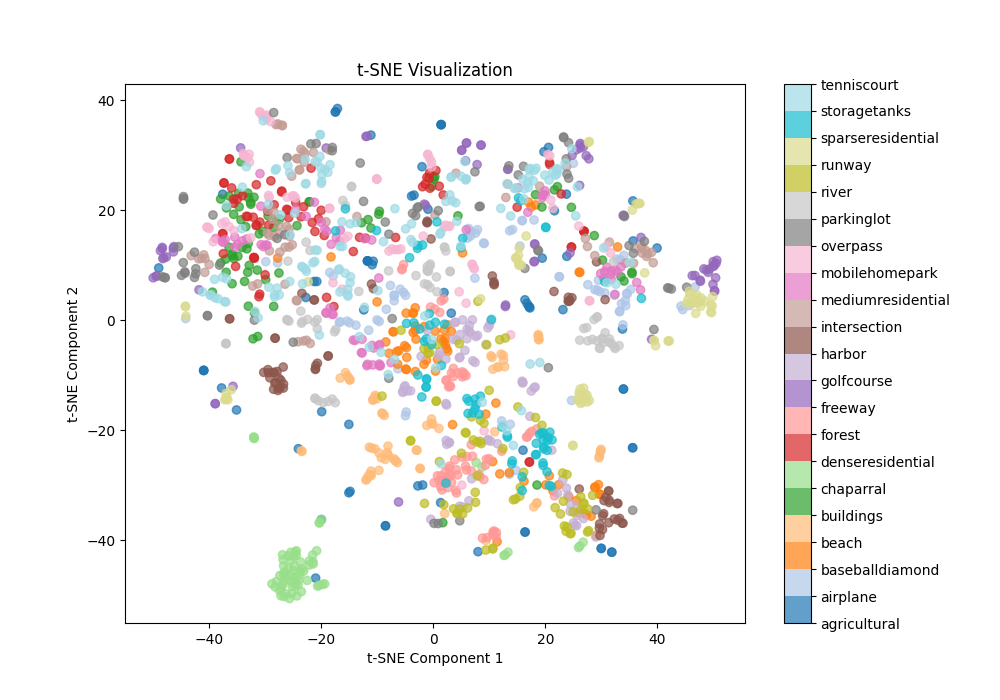 t-SNE Visualization
t-SNE Component 2
40
20
0
−20
−40
−40
−20
0
20
40
t-SNE Component 1
tenniscourt
storagetanks
sparseresidential
runway
river
parkinglot
overpass
mobilehomepark
mediumresidential
intersection
harbor
golfcourse
freeway
forest
denseresidential
chaparral
buildings
beach
baseballdiamond
airplane
agricultural